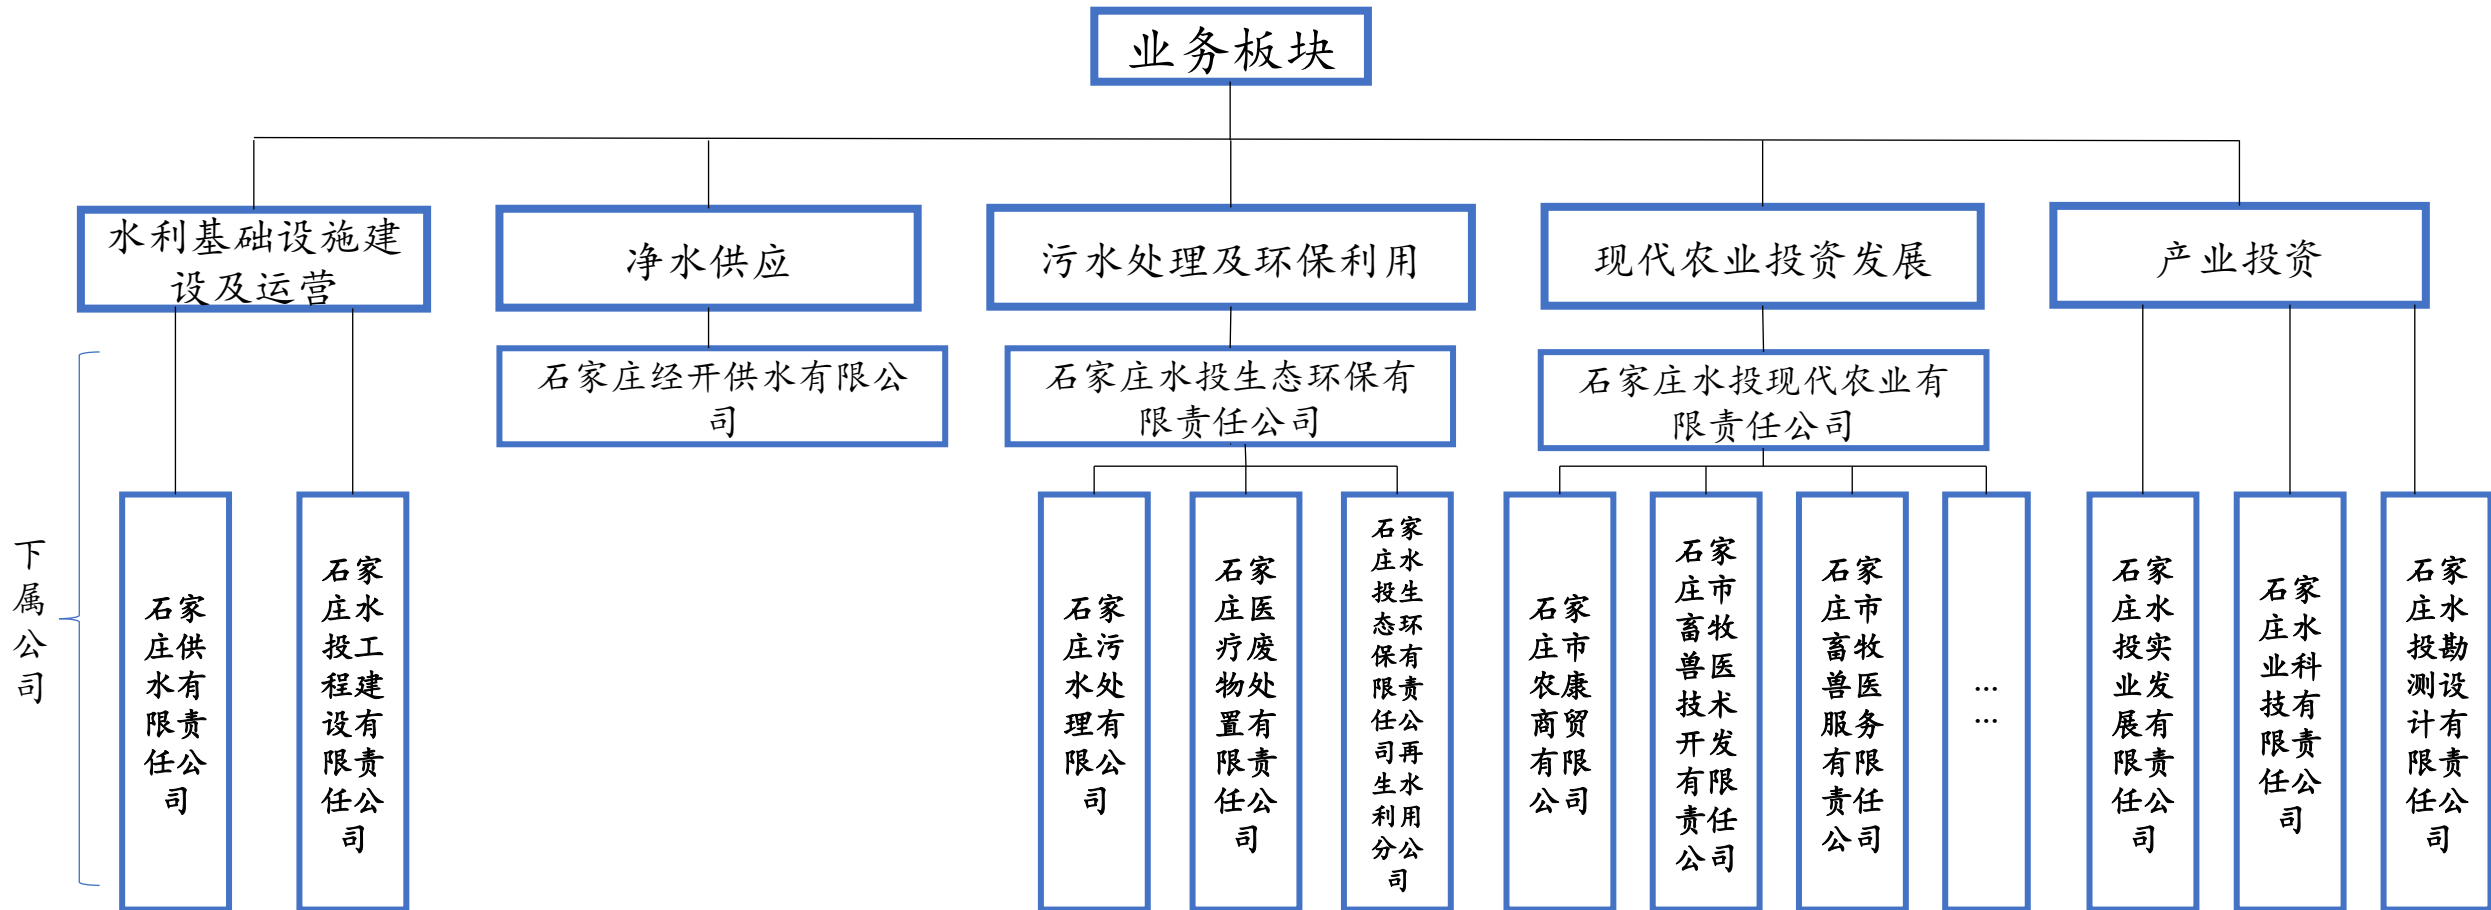 业务板块
水利基础设施建
设及运营
净水供应
污水处理及环保利用
现代农业投资发展
产业投资
石家庄经开供水有限公
司
石家庄水投生态环保有
限责任公司
石家庄水投现代农业有
限责任公司
下
属
公
司
石家
庄供
水有
限责
任公
司
石家
庄水
投工
程建
设有
限责
任公
司
石家
庄污
水处
理有
限公
司
石家
庄医
疗废
物处
置有
限责
任公
司
石家
庄水
投生
态环
保有
限责
任公
司再
生水
利用
分公
司
石家
庄市
农康
商贸
有限
公司
石家
庄市
畜牧
兽医
技术
开发
有限
责任
公司
石家
庄市
畜牧
兽医
服务
有限
责任
公司
...
...
石家
庄水
投实
业发
展有
限责
任公
司
石家
庄水
业科
技有
限责
任公
司
石家
庄水
投勘
测设
计有
限责
任公
司